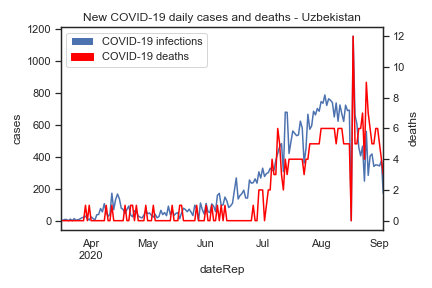 New COVID-19 daily cases and deaths - Uzbekistan
COVID-19 infections
COVID-19 deaths
1200
1000
800
600
400
200
0
cases
12
10
8
6
4
2
0
deaths
Apr May Jun Jul Aug Sep
2020
dateRep